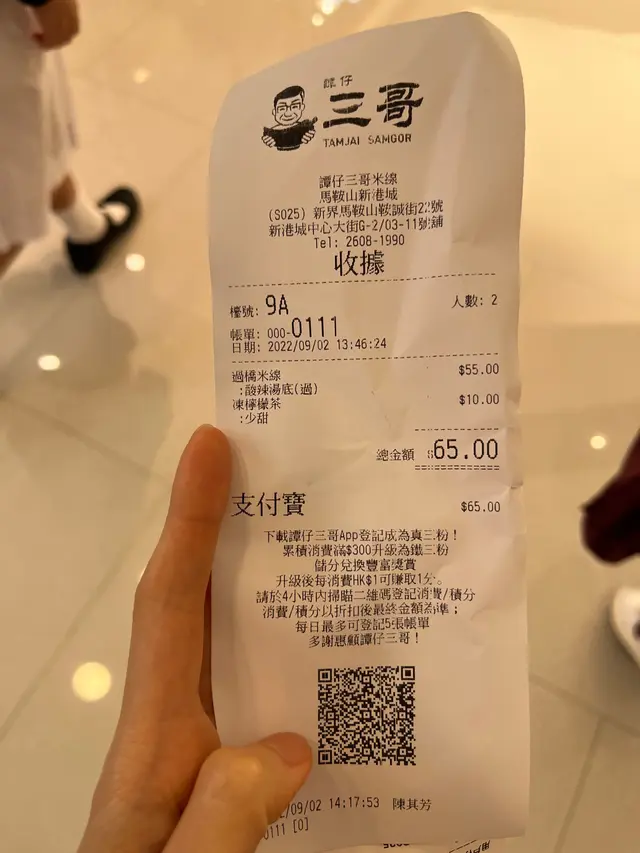 譚仔
三哥
TAMJAI SAMGOR
譚仔三哥米線
馬鞍山新港城
(S025) 新界馬鞍山鞍誠街22號
新港城中心大街G-2/03-11號舖
Tel: 2608-1990
收據
檯號: 9A 人數: 2
帳單: 000-0111
日期: 2022/09/02 13:46:24
過橋米線 $55.00
:酸辣湯底(過)
凍檸檬茶 $10.00
:少甜
總金額 $65.00
支付寶 $65.00
下載譚仔三哥App登記成為真三粉！
累積消費滿$300升級為鐵三粉
儲分兌換豐富獎賞
升級後每消費HK$1可賺取1分。
請於4小時內掃瞄二維碼登記消費/積分
消費/積分以折扣後最終金額為準；
每日最多可登記5張帳單
多謝惠顧譚仔三哥！
/09/02 14:17:53 陳其芳
0111 [0]